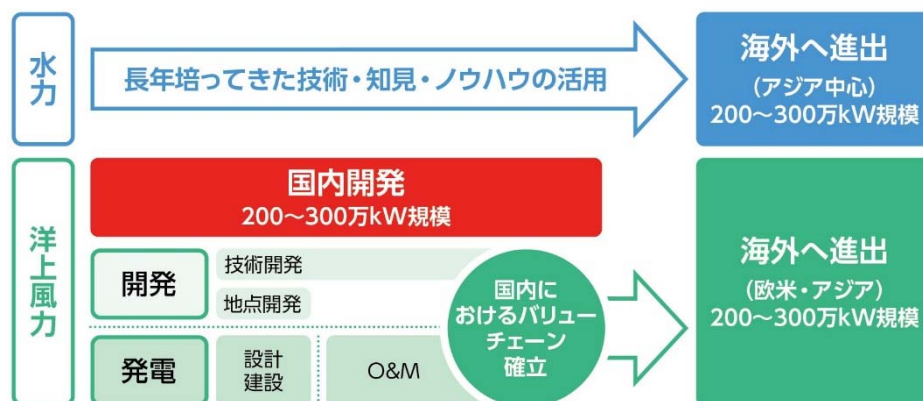 水力
長年培ってきた技術・知見・ノウハウの活用
海外へ進出
(アジア中心)
200～300万kW規模
洋上風力
国内開発
200～300万kW規模
開発
技術開発
地点開発
発電
設計
建設
O&M
国内に
おけるバリュー
チェーン
確立
海外へ進出
(欧米・アジア)
200～300万kW規模